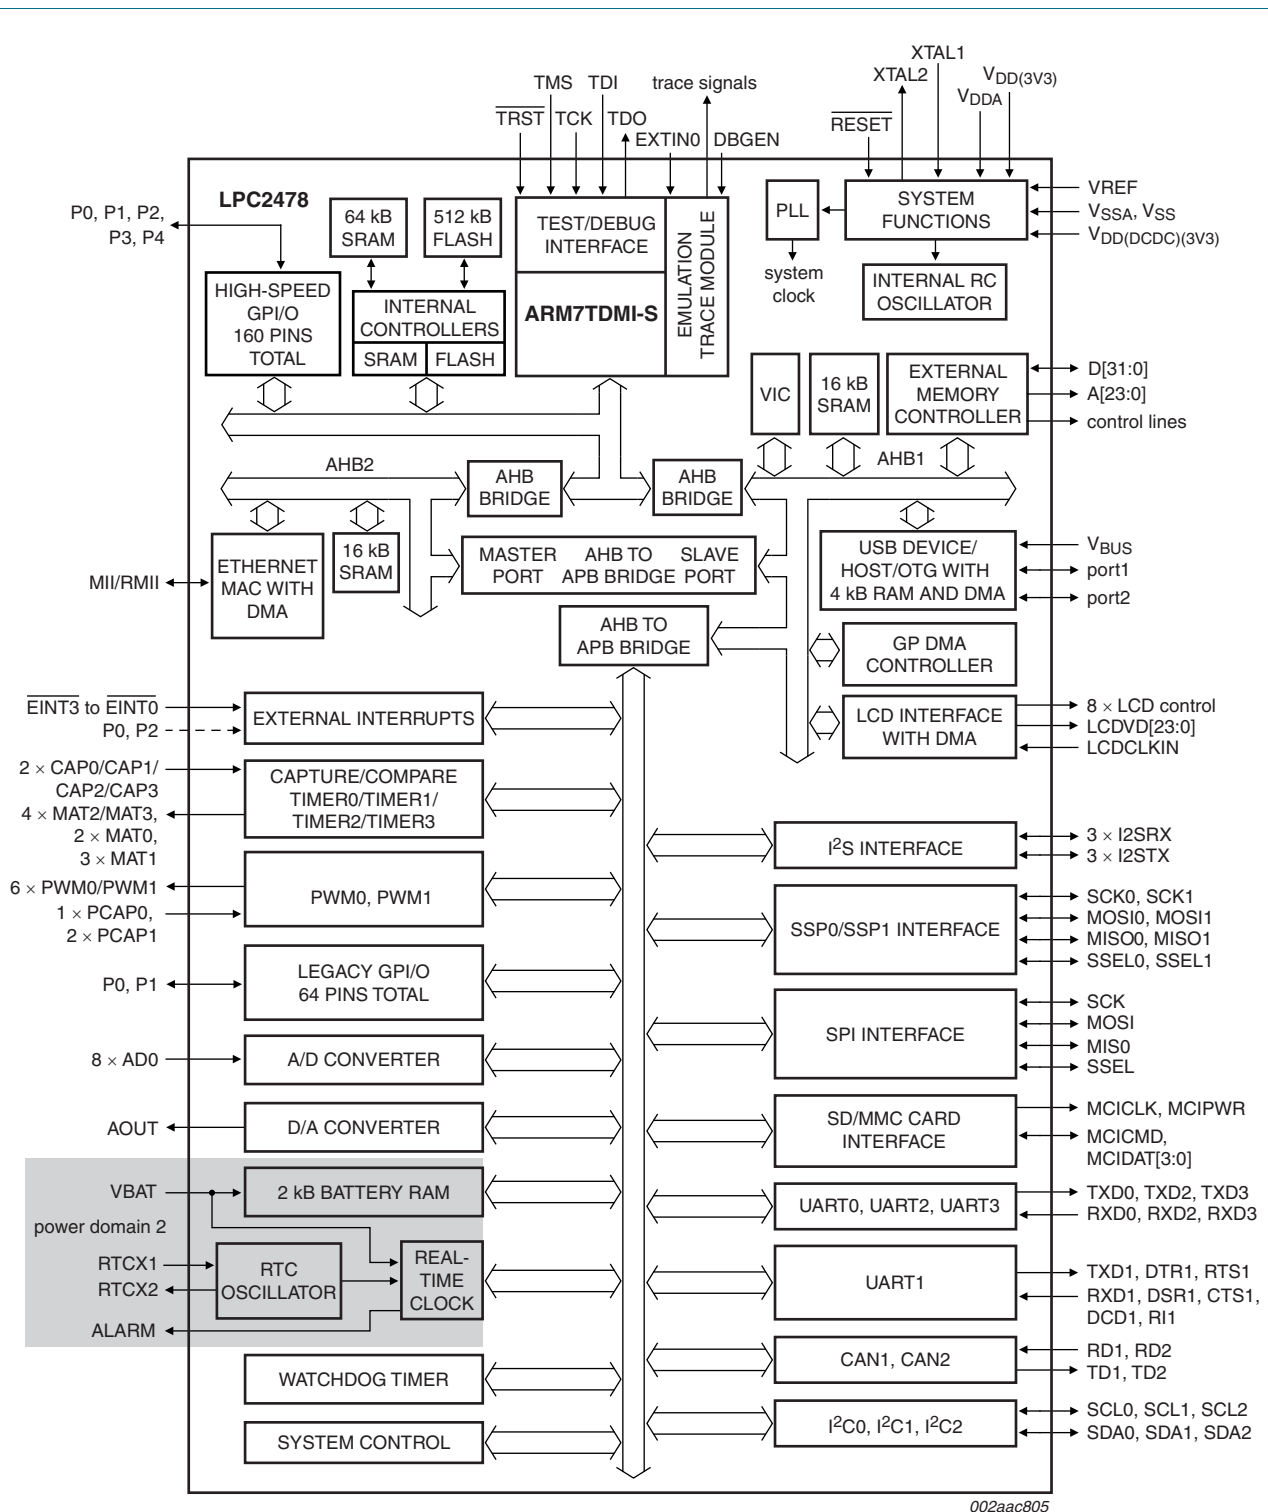 XTAL1
XTAL2
VDD(3V3)
VDDA
TMS TDI
trace signals
TRST TCK TDO
EXTIN0 DBGEN
RESET
LPC2478
P0, P1, P2,
P3, P4
64 kB
SRAM
512 kB
FLASH
TEST/DEBUG
INTERFACE
EMULATION
TRACE MODULE
PLL
SYSTEM
FUNCTIONS
VREF
VSSA, VSS
VDD(DCDC)(3V3)
system
clock
INTERNAL RC
OSCILLATOR
HIGH-SPEED
GPI/O
160 PINS
TOTAL
INTERNAL
CONTROLLERS
SRAM FLASH
ARM7TDMI-S
VIC
16 kB
SRAM
EXTERNAL
MEMORY
CONTROLLER
D[31:0]
A[23:0]
control lines
AHB2
AHB
BRIDGE
AHB
BRIDGE
AHB1
ETHERNET
MAC WITH
DMA
MII/RMII
16 kB
SRAM
MASTER AHB TO SLAVE
PORT APB BRIDGE PORT
USB DEVICE/
HOST/OTG WITH
4 kB RAM AND DMA
VBUS
port1
port2
AHB TO
APB BRIDGE
GP DMA
CONTROLLER
LCD INTERFACE
WITH DMA
8 × LCD control
LCDVD[23:0]
LCDCLKIN
EINT3 to EINT0
P0, P2
EXTERNAL INTERRUPTS
2 × CAP0/CAP1/
CAP2/CAP3
4 × MAT2/MAT3,
2 × MAT0,
3 × MAT1
CAPTURE/COMPARE
TIMER0/TIMER1/
TIMER2/TIMER3
I2S INTERFACE
3 × I2SRX
3 × I2STX
6 × PWM0/PWM1
1 × PCAP0,
2 × PCAP1
PWM0, PWM1
SSP0/SSP1 INTERFACE
SCK0, SCK1
MOSI0, MOSI1
MISO0, MISO1
SSEL0, SSEL1
P0, P1
LEGACY GPI/O
64 PINS TOTAL
SPI INTERFACE
SCK
MOSI
MIS0
SSEL
8 × AD0
A/D CONVERTER
AOUT
D/A CONVERTER
SD/MMC CARD
INTERFACE
MCICLK, MCIPWR
MCICMD,
MCIDAT[3:0]
VBAT
2 kB BATTERY RAM
power domain 2
UART0, UART2, UART3
TXD0, TXD2, TXD3
RXD0, RXD2, RXD3
RTCX1
RTCX2
RTC
OSCILLATOR
REAL-
TIME
CLOCK
ALARM
UART1
TXD1, DTR1, RTS1
RXD1, DSR1, CTS1,
DCD1, RI1
WATCHDOG TIMER
CAN1, CAN2
RD1, RD2
TD1, TD2
SYSTEM CONTROL
I2C0, I2C1, I2C2
SCL0, SCL1, SCL2
SDA0, SDA1, SDA2
002aac805